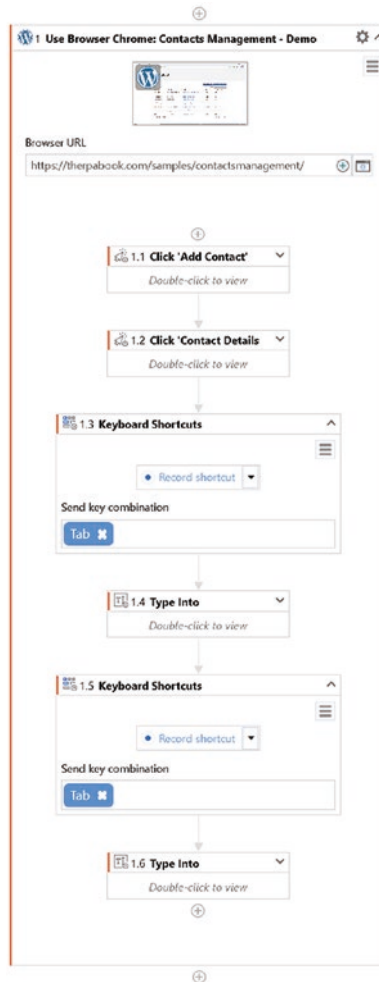 1 Use Browser Chrome: Contacts Management - Demo
Browser URL
https://therpabook.com/samples/contactsmanagement/
1.1 Click 'Add Contact'
Double-click to view
1.2 Click 'Contact Details
Double-click to view
1.3 Keyboard Shortcuts
Record shortcut
Send key combination
Tab
1.4 Type Into
Double-click to view
1.5 Keyboard Shortcuts
Record shortcut
Send key combination
Tab
1.6 Type Into
Double-click to view